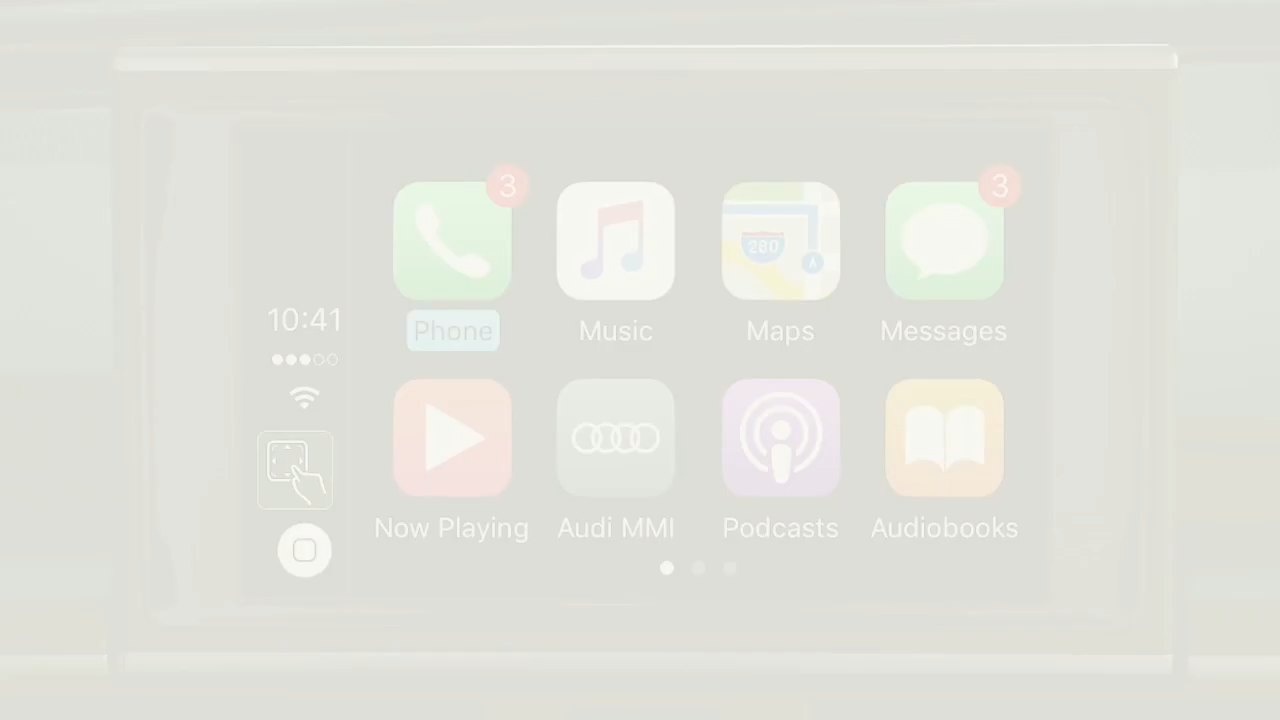 3
3
280
A
10:41
Phone
Music
Maps
Messages
Now Playing
Audi MMI
Podcasts
Audiobooks